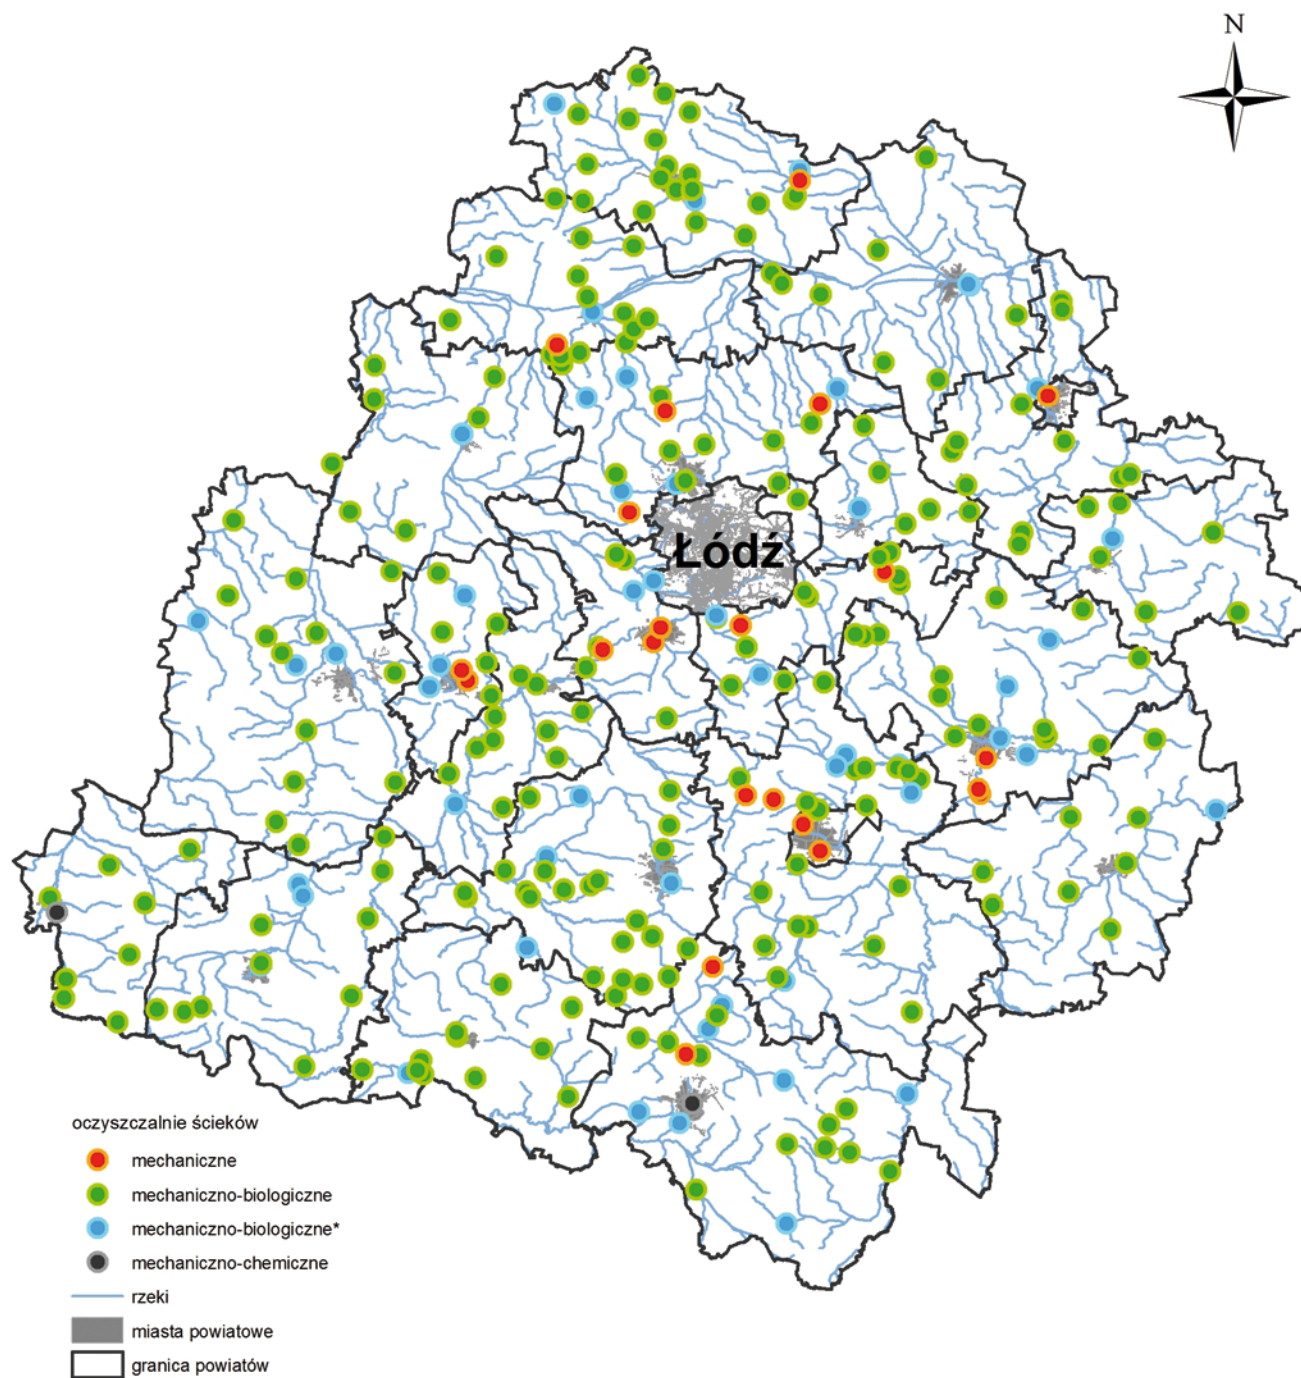 N
Łódź
oczyszczalnie ścieków
mechaniczne
mechaniczno-biologiczne
mechaniczno-biologiczne*
mechaniczno-chemiczne
rzeki
miasta powiatowe
granica powiatów